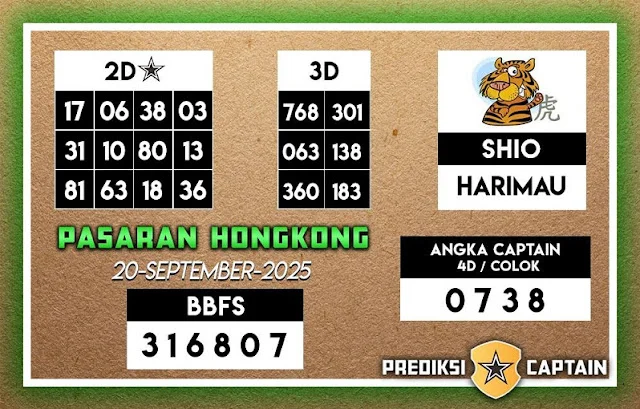 2D
17 06 38 03
31 10 80 13
81 63 18 36
3D
768 301
063 138
360 183
虎
SHIO
HARIMAU
PASARAN HONGKONG
20-SEPTEMBER-2025
BBFS
316807
ANGKA CAPTAIN
4D / COLOK
0738
PREDIKSI CAPTAIN